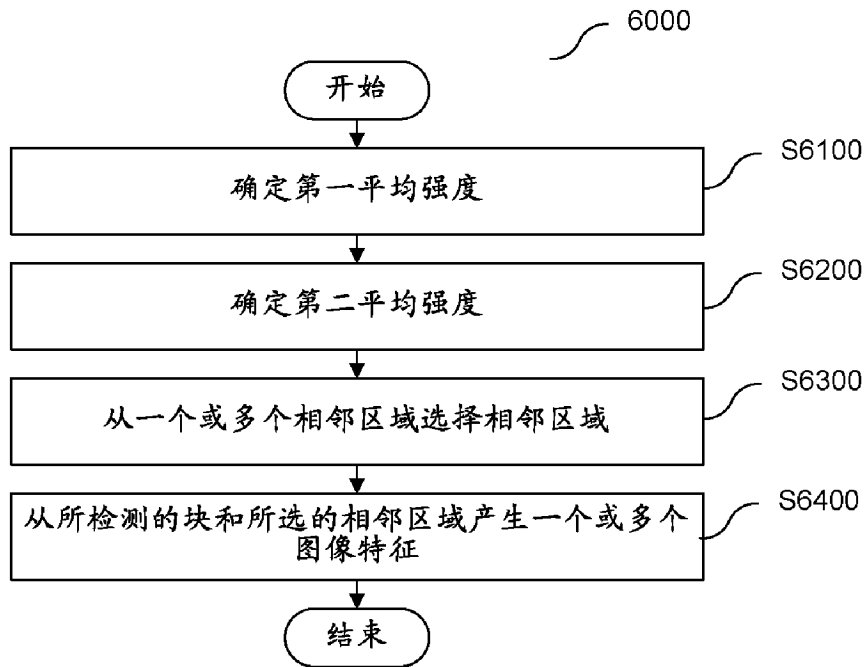 6000
开始
S6100
确定第一平均强度
S6200
确定第二平均强度
S6300
从一个或多个相邻区域选择相邻区域
S6400
从所检测的块和所选的相邻区域产生一个或多个
图像特征
结束